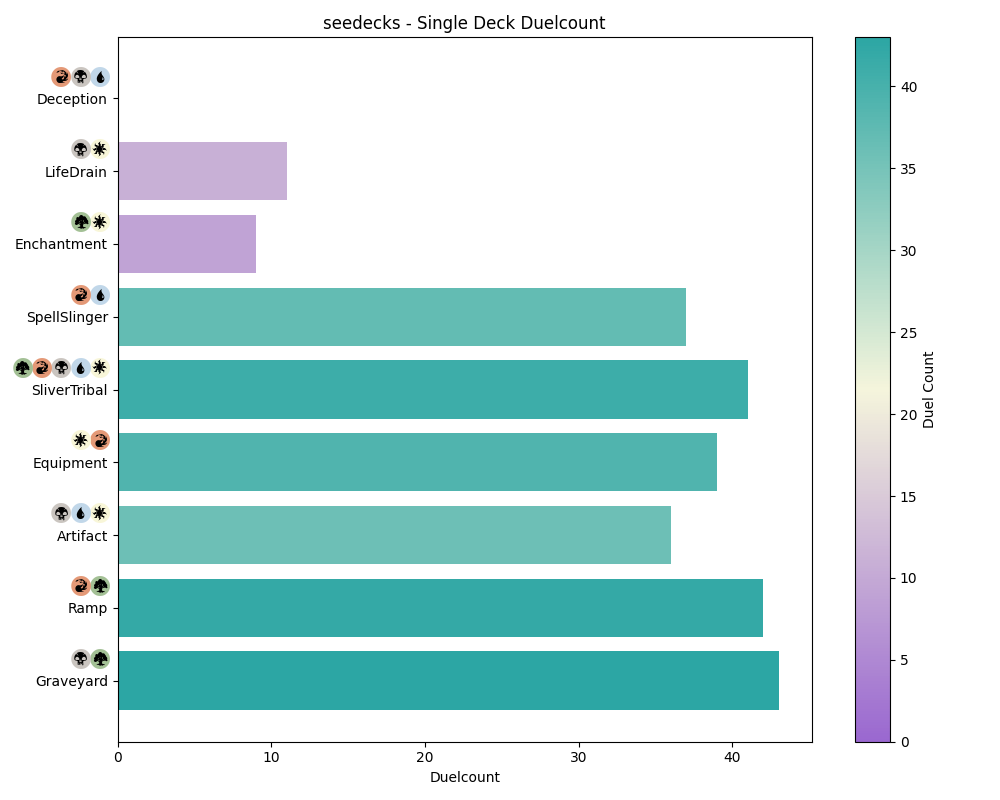 seedecks - Single Deck Duelcount
Deception
LifeDrain
Enchantment
SpellSlinger
SliverTribal
Equipment
Artifact
Ramp
Graveyard
0 10 20 30 40
Duelcount
40
35
30
25
20
15
10
5
0
Duel Count